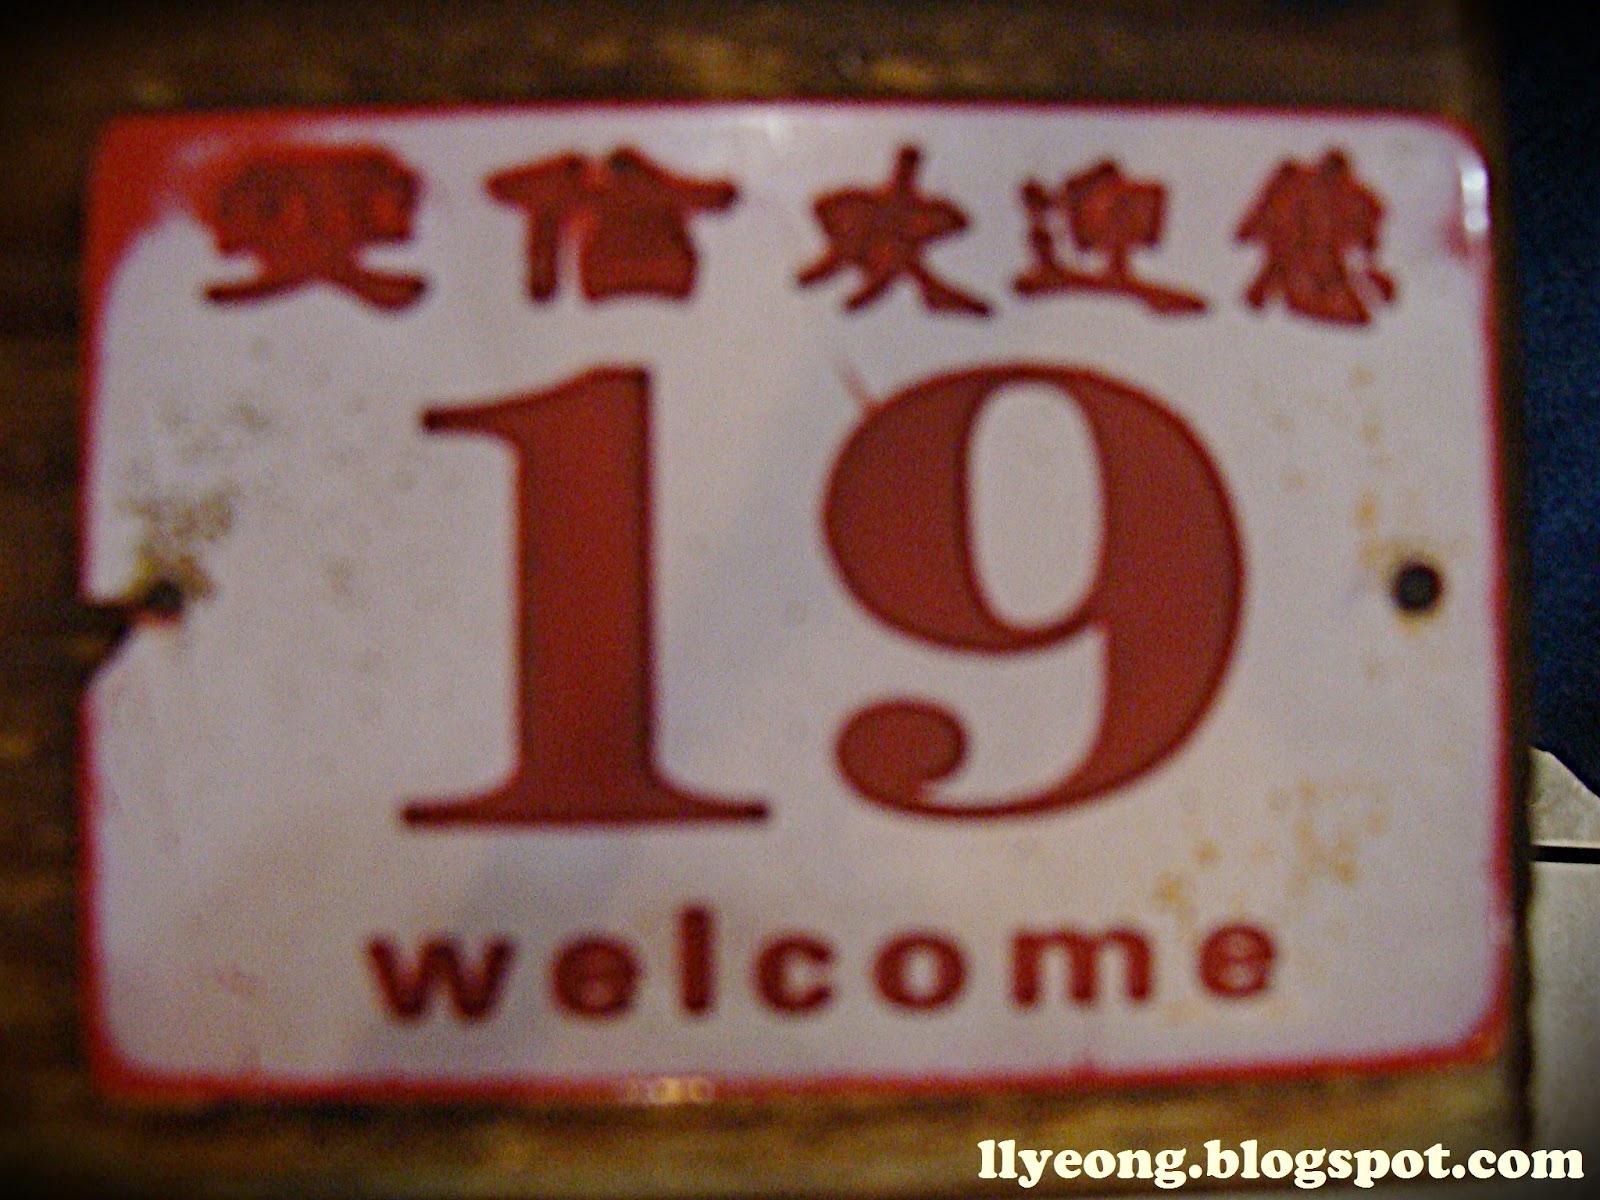 欢迎您
19
welcome
llyeong.blogspot.com